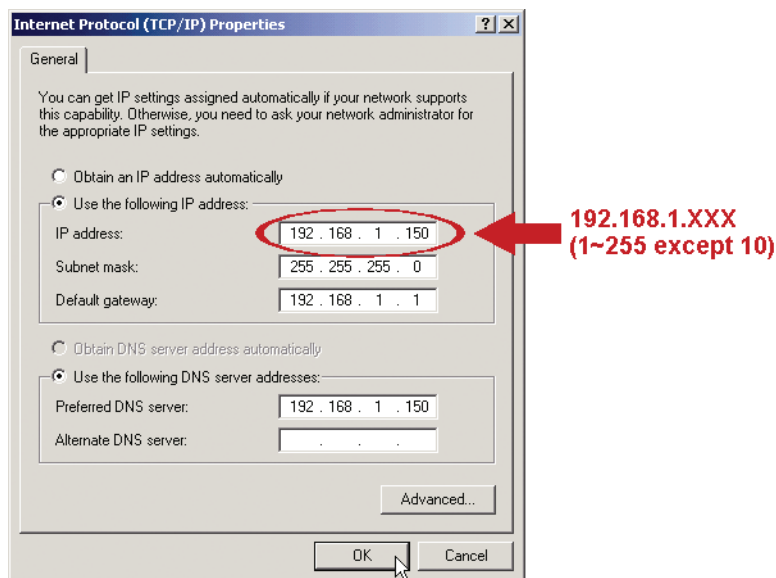 Internet Protocol (TCP/IP) Properties
General
You can get IP settings assigned automatically if your network supports
this capability. Otherwise, you need to ask your network administrator for
the appropriate IP settings.
Obtain an IP address automatically
Use the following IP address:
IP address: 192 . 168 . 1 . 150
Subnet mask: 255 . 255 . 255 . 0
Default gateway: 192 . 168 . 1 . 1
192.168.1.XXX
(1~255 except 10)
Obtain DNS server address automatically
Use the following DNS server addresses:
Preferred DNS server: 192 . 168 . 1 . 150
Alternate DNS server: . . .
Advanced...
OK Cancel